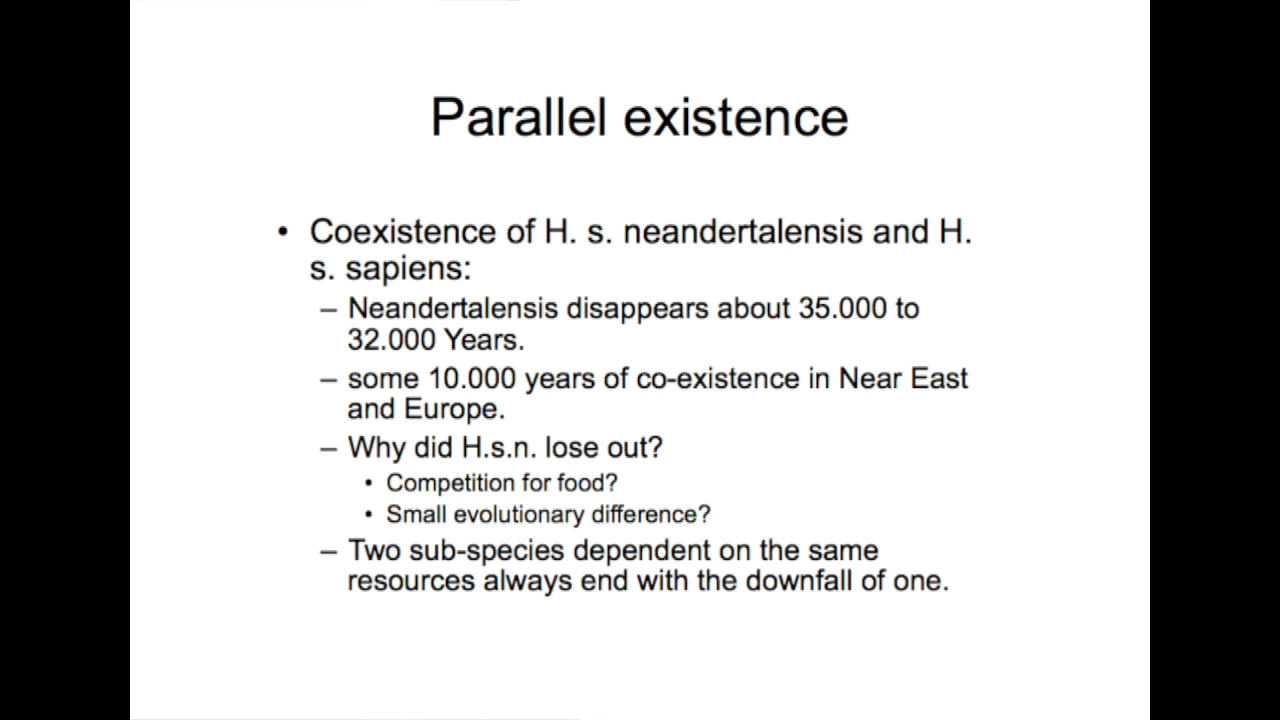 Parallel existence
• Coexistence of H. s. neandertalensis and H.
s. sapiens:
– Neandertalensis disappears about 35.000 to
32.000 Years.
– some 10.000 years of co-existence in Near East
and Europe.
– Why did H.s.n. lose out?
• Competition for food?
• Small evolutionary difference?
– Two sub-species dependent on the same
resources always end with the downfall of one.